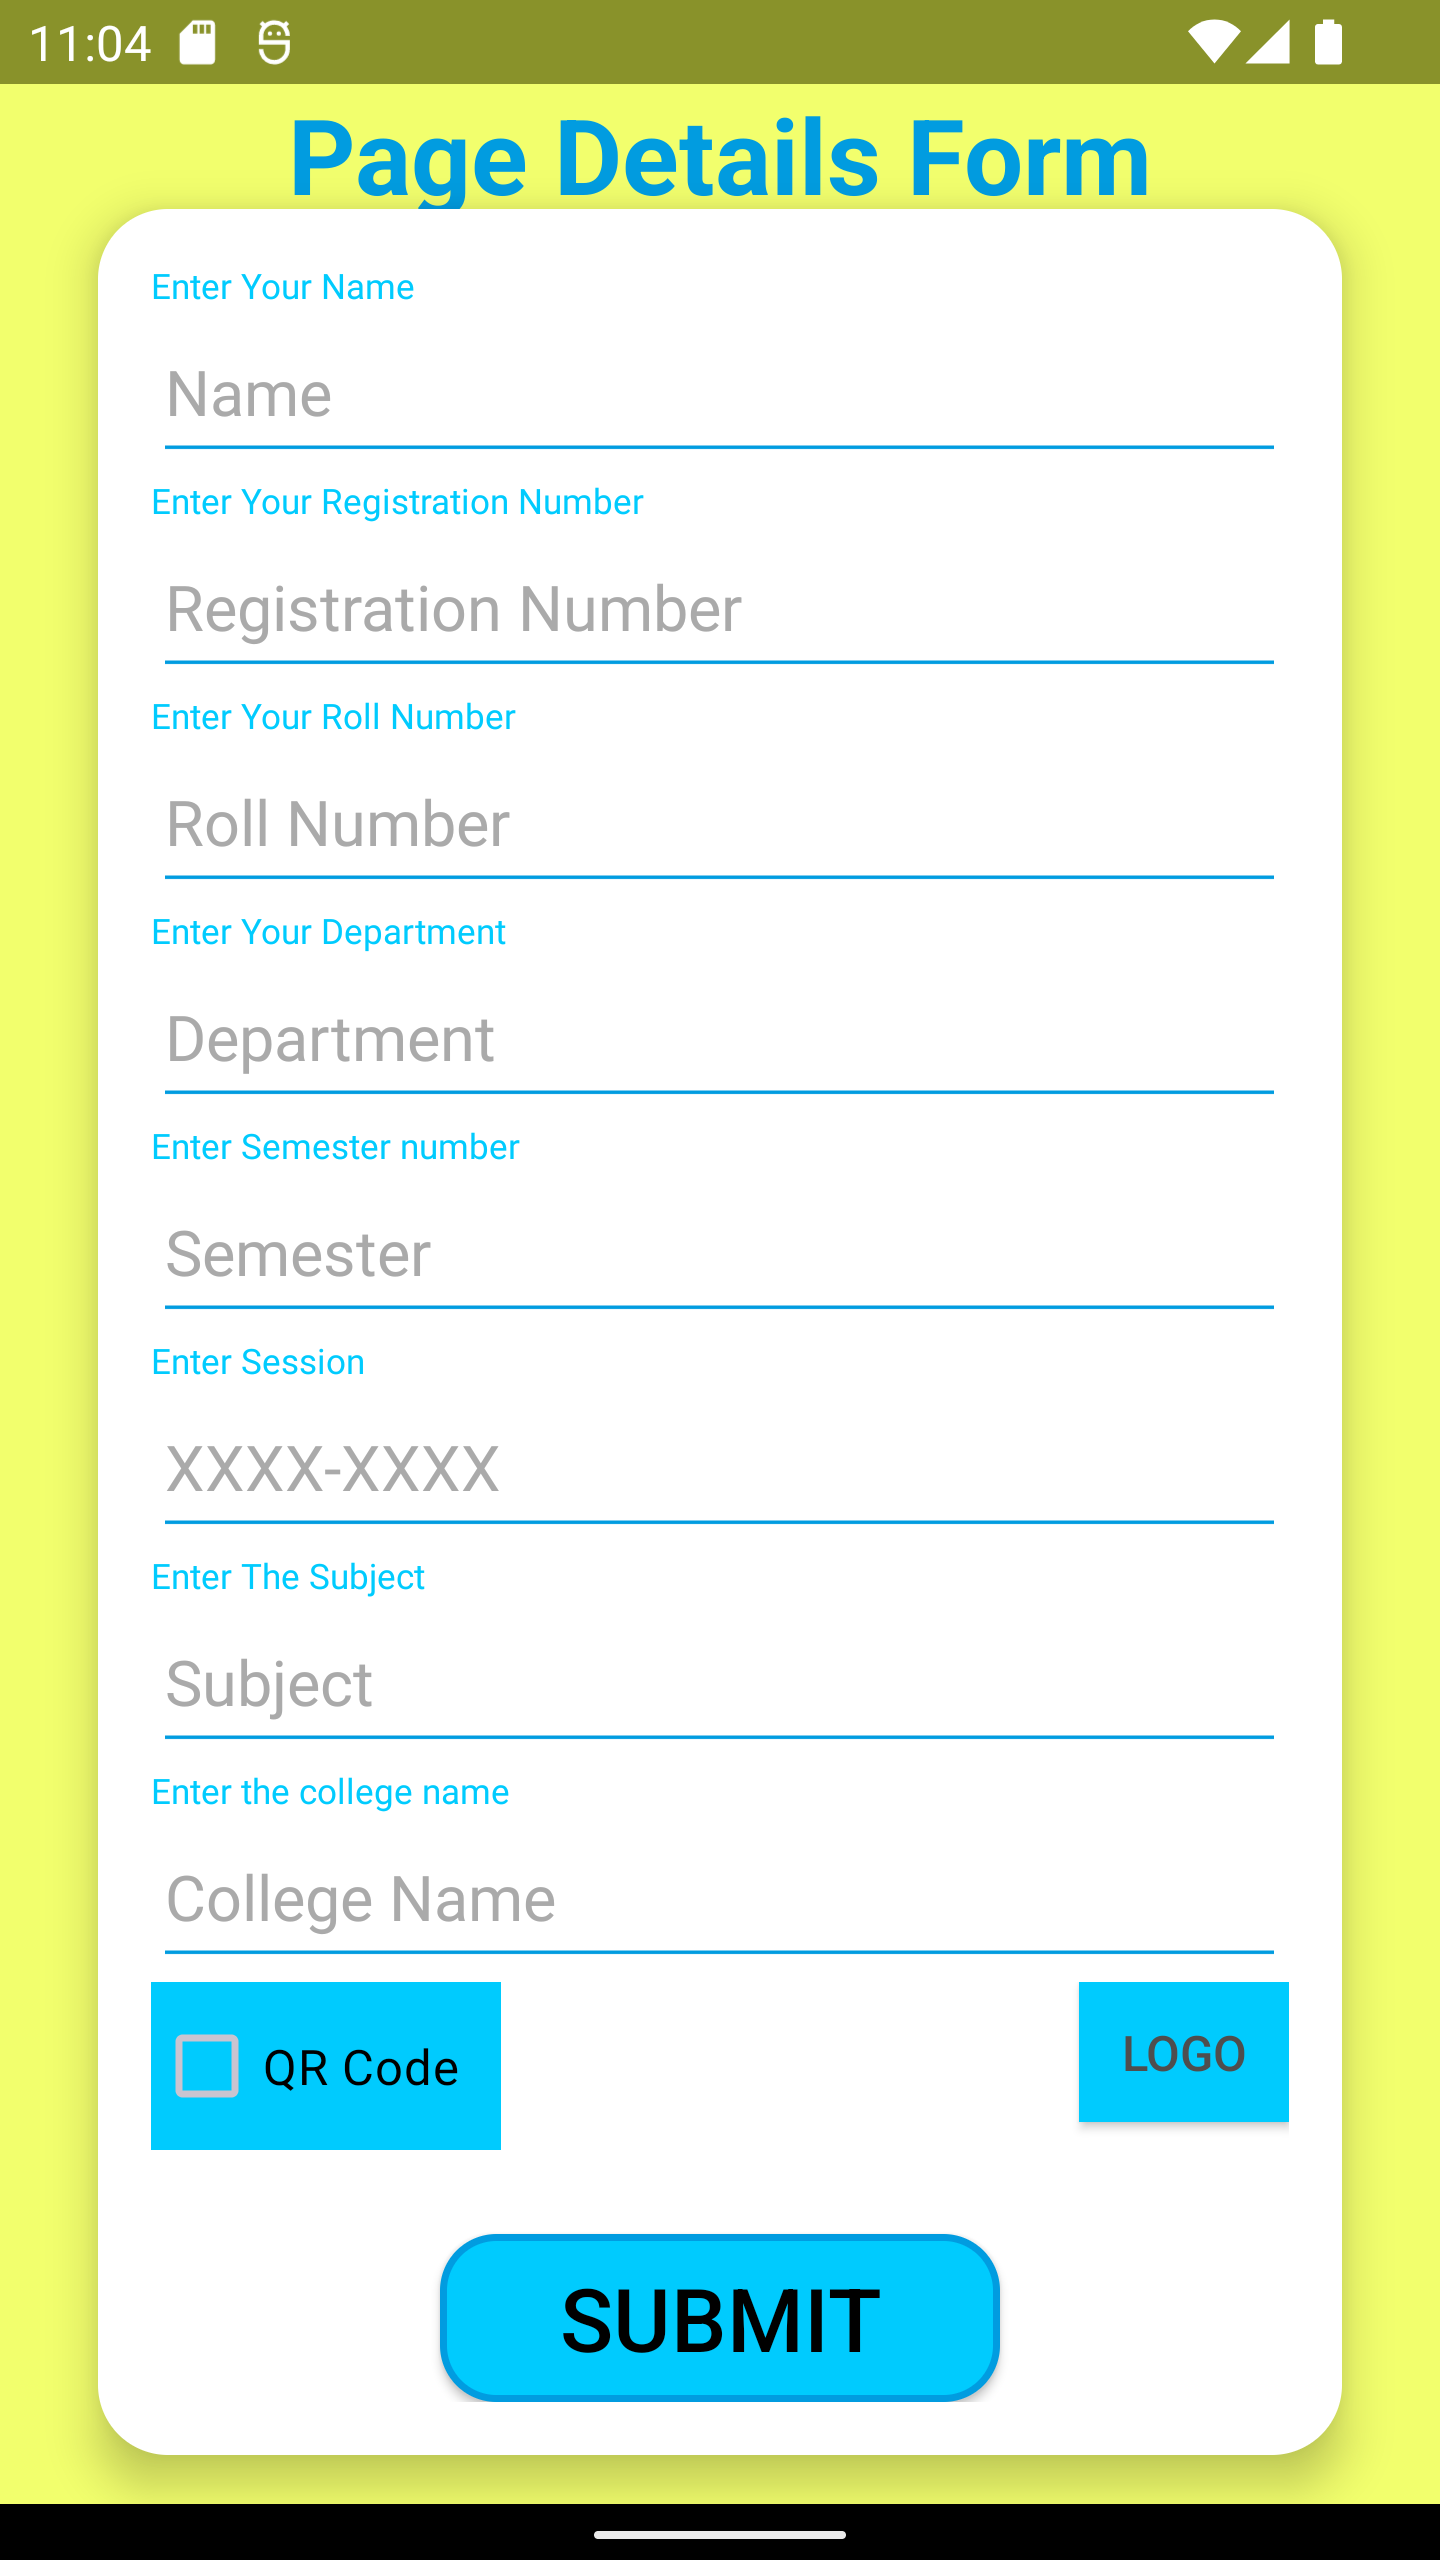 11:04
Page Details Form
Enter Your Name
Name
Enter Your Registration Number
Registration Number
Enter Your Roll Number
Roll Number
Enter Your Department
Department
Enter Semester number
Semester
Enter Session
XXXX-XXXX
Enter The Subject
Subject
Enter the college name
College Name
QR Code
LOGO
SUBMIT